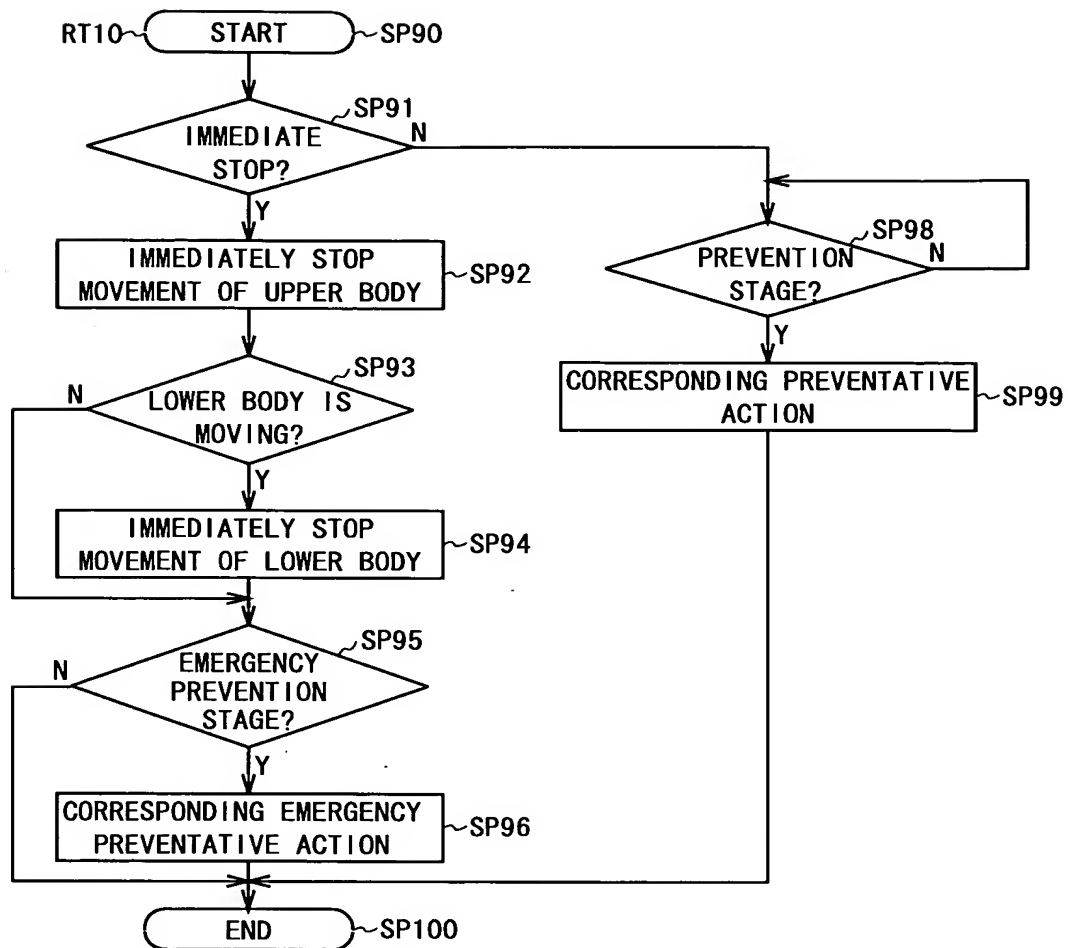 RT10 START SP90
SP91
IMMEDIATE
STOP?
N
Y
IMMEDIATELY STOP
MOVEMENT OF UPPER BODY
SP92
SP93
N
LOWER BODY IS
MOVING?
Y
IMMEDIATELY STOP
MOVEMENT OF LOWER BODY
SP94
SP95
N
EMERGENCY
PREVENTION
STAGE?
Y
CORRESPONDING EMERGENCY
PREVENTATIVE ACTION
SP96
SP98
PREVENTION
STAGE?
N
Y
CORRESPONDING PREVENTATIVE
ACTION
SP99
END SP100